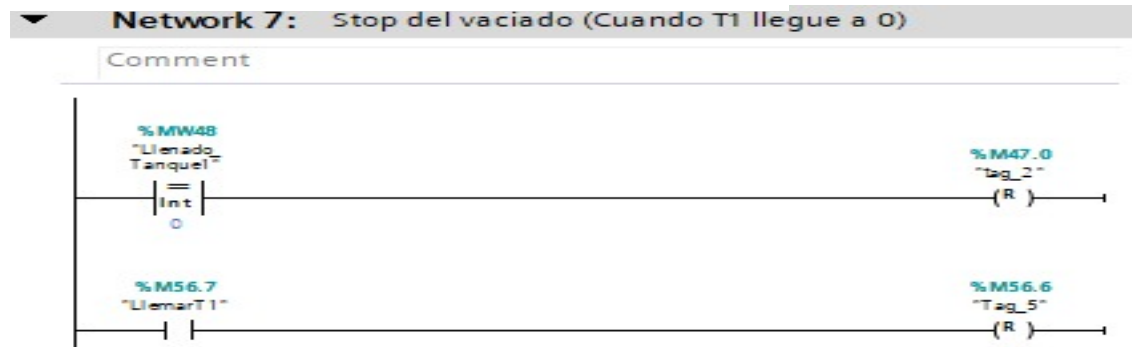 Network 7: Stop del vaciado (Cuando T1 llegue a 0)
Comment
%MW48
"Llenado_
Tanque1"
==
Int
0
%M47.0
"tag_2"
(R )
%M56.7
"LlemarT1"
%M56.6
"Tag_5"
(R )